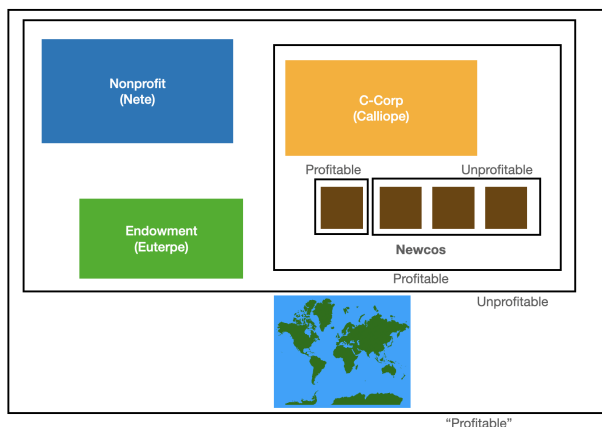 Nonprofit
(Nete)
C-Corp
(Calliope)
Profitable
Unprofitable
Endowment
(Euterpe)
Newcos
Profitable
Unprofitable
“Profitable”